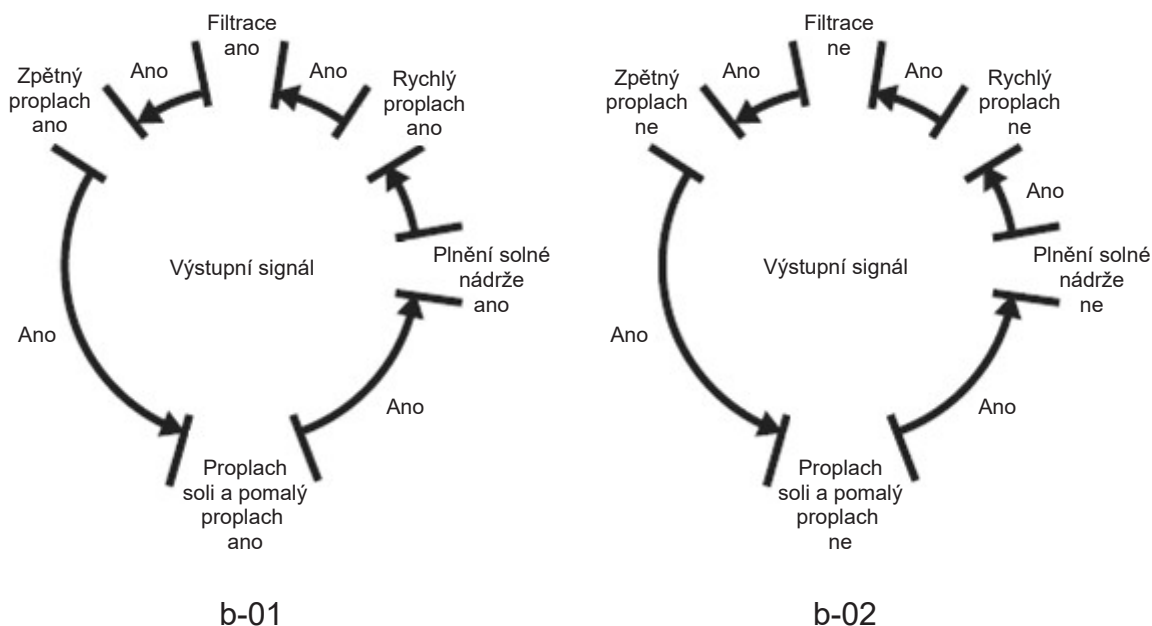 Filtrace
ano
Ano
Ano
Zpětný
proplach
ano
Rychlý
proplach
ano
Výstupní signál
Plnění solné
nádrže
ano
Ano
Ano
Proplach
soli a pomalý
proplach
ano
b-01
Filtrace
ne
Ano
Ano
Zpětný
proplach
ne
Rychlý
proplach
ne
Ano
Výstupní signál
Plnění solné
nádrže
ne
Ano
Ano
Proplach
soli a pomalý
proplach
ne
b-02